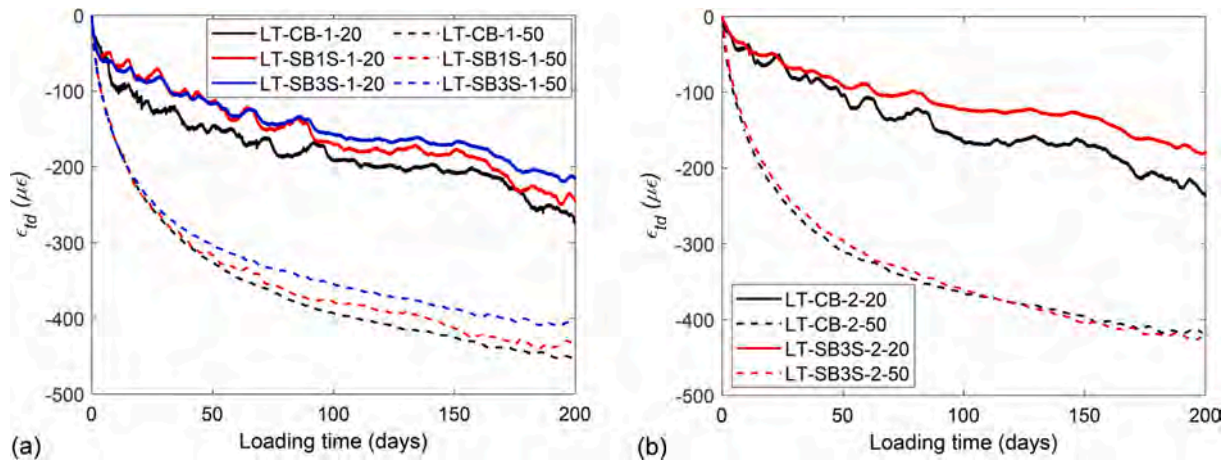 0
-100
-200
-300
-400
-500
ϵtd (με)
LT-CB-1-20
LT-CB-1-50
LT-SB1S-1-20
LT-SB1S-1-50
LT-SB3S-1-20
LT-SB3S-1-50
0 50 100 150 200
Loading time (days)
(a)
0
-100
-200
-300
-400
-500
ϵtd (με)
LT-CB-2-20
LT-CB-2-50
LT-SB3S-2-20
LT-SB3S-2-50
0 50 100 150 200
Loading time (days)
(b)